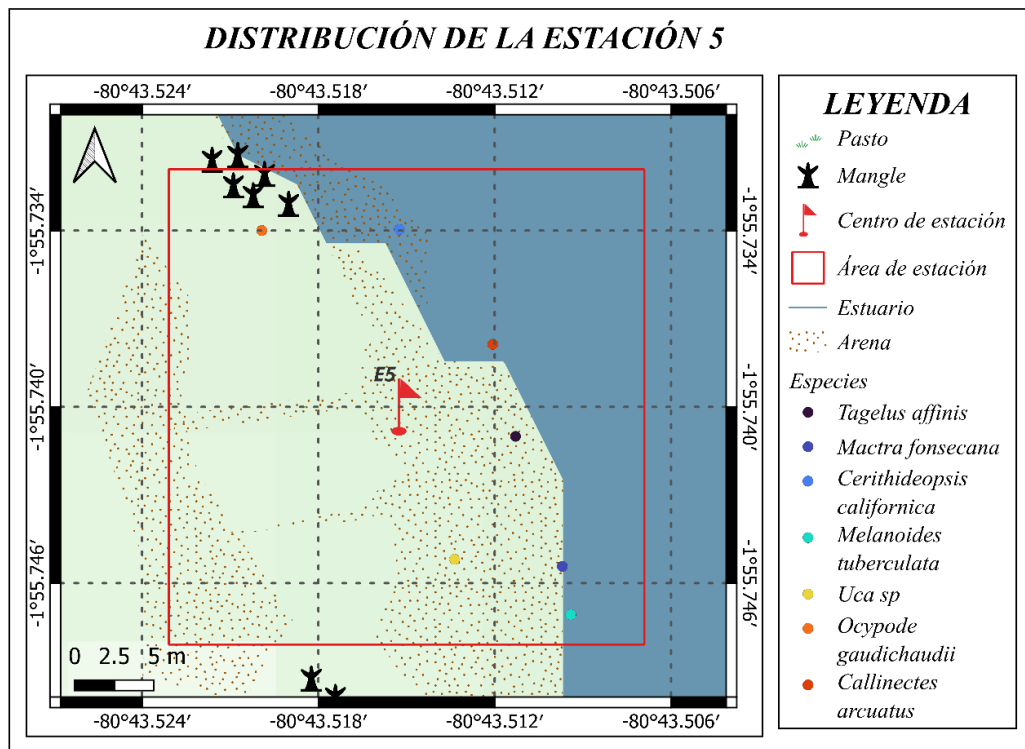 DISTRIBUCIÓN DE LA ESTACIÓN 5
-80°43.524′ -80°43.518′ -80°43.512′ -80°43.506′
-1°55.734′
-1°55.740′
-1°55.746′
E5
-1°55.734′
-1°55.740′
-1°55.746′
0 2.5 5 m
-80°43.524′ -80°43.518′ -80°43.512′ -80°43.506′
LEYENDA
Pasto
Mangle
Centro de estación
Área de estación
Estuario
Arena
Especies
Tagelus affinis
Mactra fonsecana
Cerithideopsis
californica
Melanoides
tuberculata
Uca sp
Ocypode
gaudichaudii
Callinectes
arcuatus